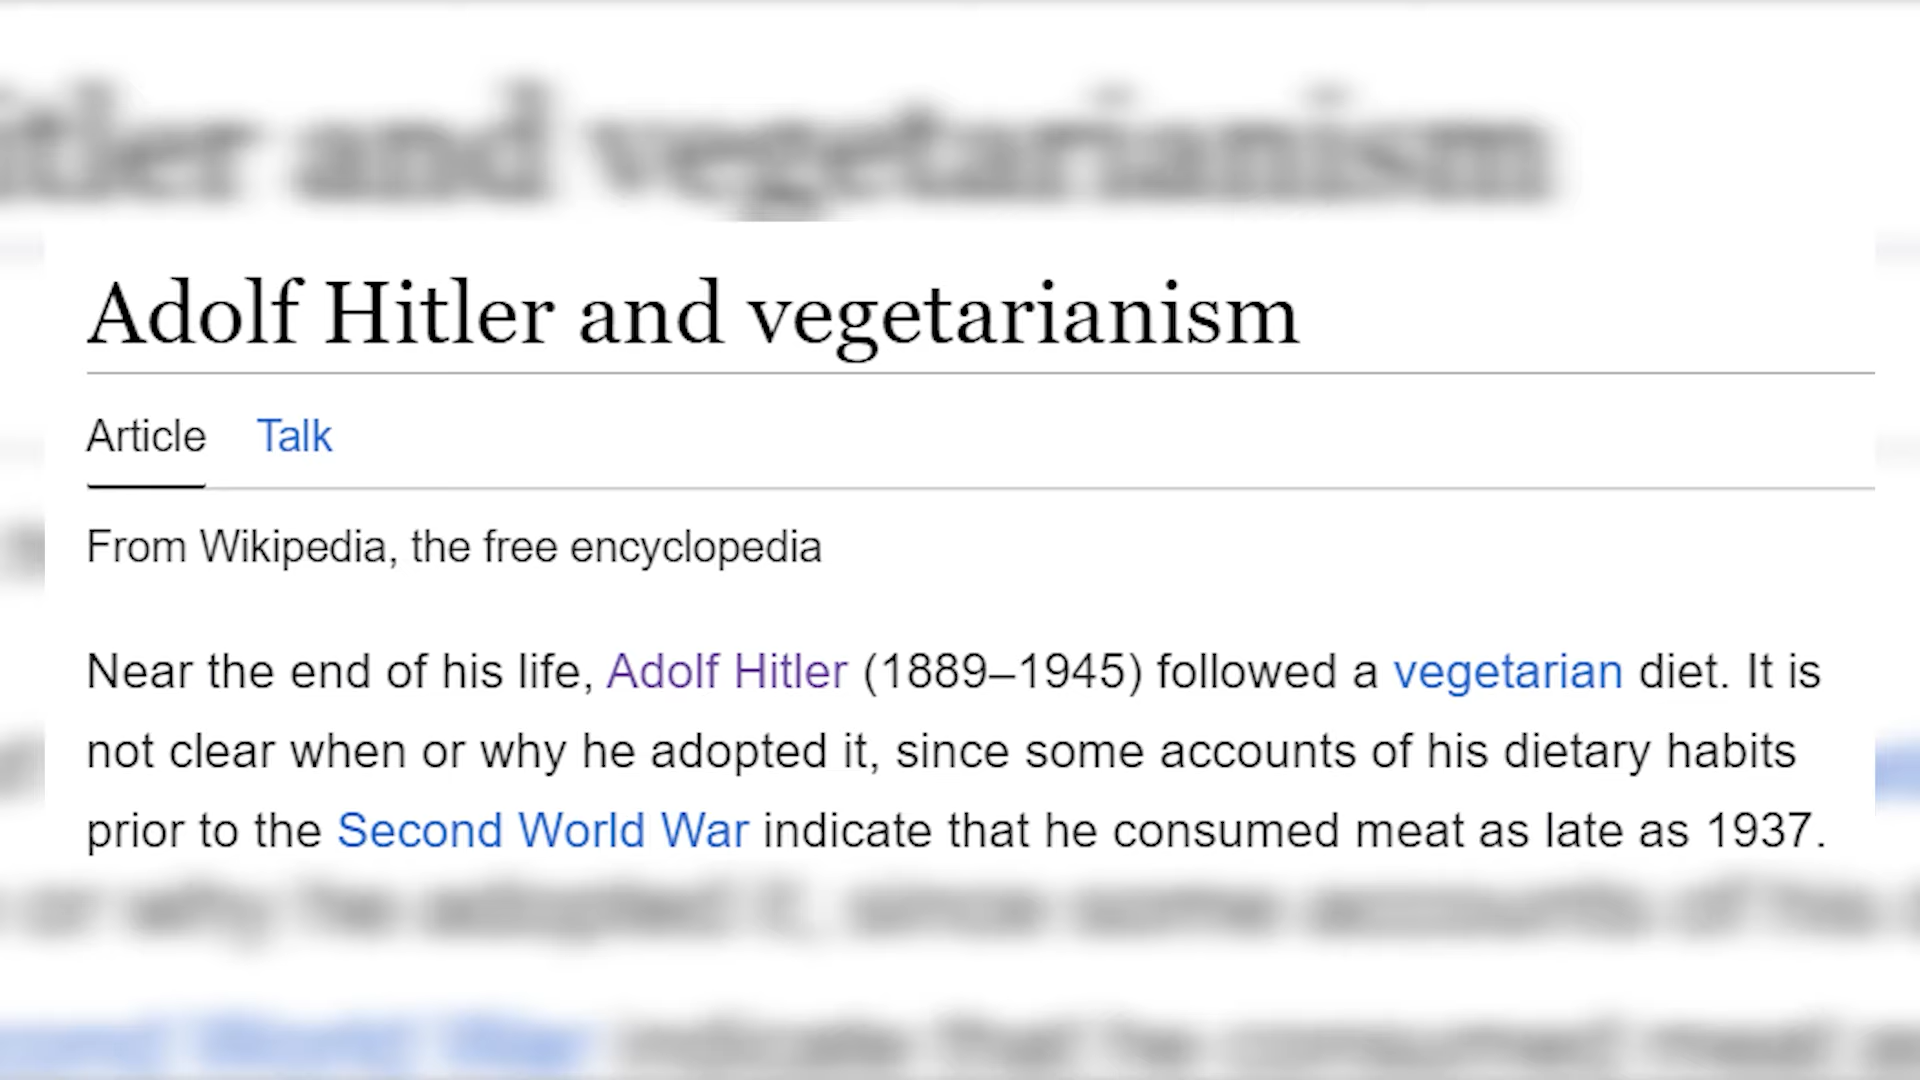 Adolf Hitler and vegetarianism
Article Talk
From Wikipedia, the free encyclopedia
Near the end of his life, Adolf Hitler (1889–1945) followed a vegetarian diet. It is
not clear when or why he adopted it, since some accounts of his dietary habits
prior to the Second World War indicate that he consumed meat as late as 1937.